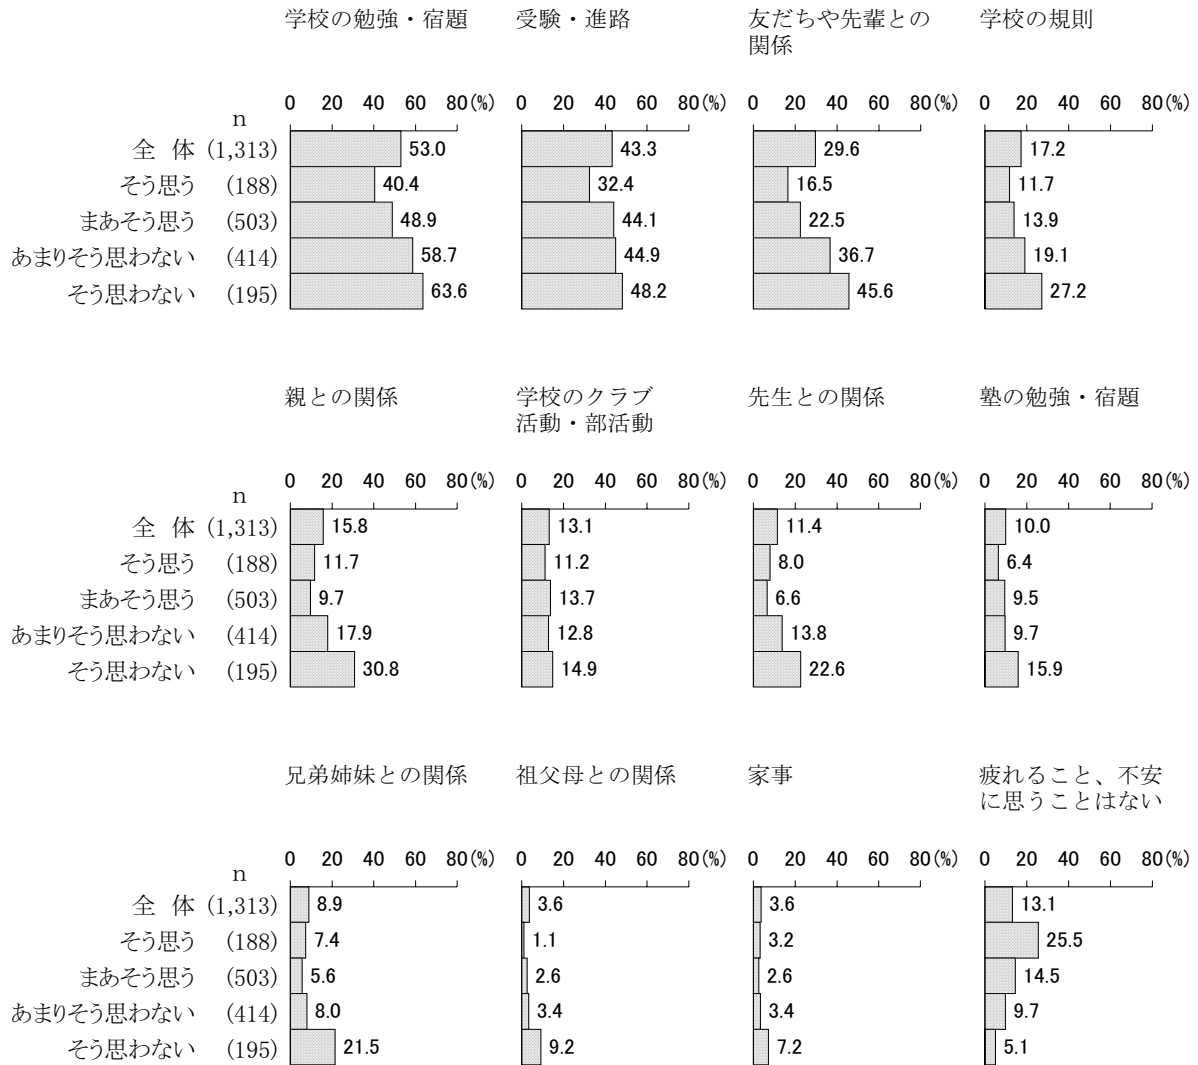 学校の勉強・宿題 受験・進路 友だちや先輩との 学校の規則
関係
0 20 40 60 80(%) 0 20 40 60 80(%) 0 20 40 60 80(%) 0 20 40 60 80(%)
n
全 体 (1,313) 53.0 43.3 29.6 17.2
そう思う (188) 40.4 32.4 16.5 11.7
まあそう思う (503) 48.9 44.1 22.5 13.9
あまりそう思わない (414) 58.7 44.9 36.7 19.1
そう思わない (195) 63.6 48.2 45.6 27.2
親との関係 学校のクラブ 先生との関係 塾の勉強・宿題
活動・部活動
0 20 40 60 80(%) 0 20 40 60 80(%) 0 20 40 60 80(%) 0 20 40 60 80(%)
n
全 体 (1,313) 15.8 13.1 11.4 10.0
そう思う (188) 11.7 11.2 8.0 6.4
まあそう思う (503) 9.7 13.7 6.6 9.5
あまりそう思わない (414) 17.9 12.8 13.8 9.7
そう思わない (195) 30.8 14.9 22.6 15.9
兄弟姉妹との関係 祖父母との関係 家事 疲れること、不安
に思うことはない
0 20 40 60 80(%) 0 20 40 60 80(%) 0 20 40 60 80(%) 0 20 40 60 80(%)
n
全 体 (1,313) 8.9 3.6 3.6 13.1
そう思う (188) 7.4 1.1 3.2 25.5
まあそう思う (503) 5.6 2.6 2.6 14.5
あまりそう思わない (414) 8.0 3.4 3.4 9.7
そう思わない (195) 21.5 9.2 7.2 5.1